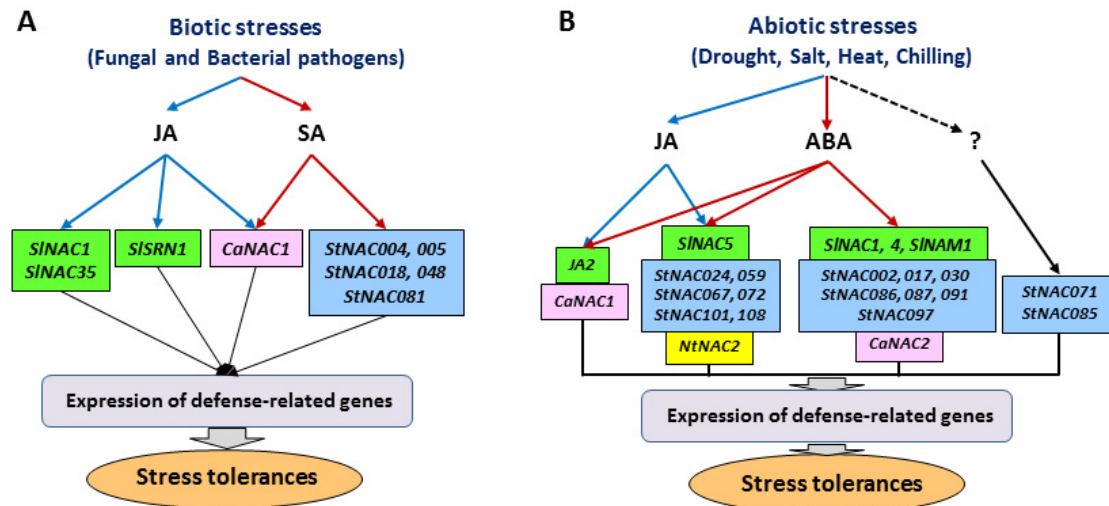 A
Biotic stresses
(Fungal and Bacterial pathogens)
JA
SA
SlNAC1
SlNAC35
SlSRN1
CaNAC1
StNAC004, 005
StNAC018, 048
StNAC081
Expression of defense-related genes
Stress tolerances
B
Abiotic stresses
(Drought, Salt, Heat, Chilling)
JA
ABA
?
JA2
CaNAC1
SlNAC5
StNAC024, 059
StNAC067, 072
StNAC101, 108
NtNAC2
SlNAC1, 4, SlNAM1
StNAC002, 017, 030
StNAC086, 087, 091
StNAC097
CaNAC2
StNAC071
StNAC085
Expression of defense-related genes
Stress tolerances